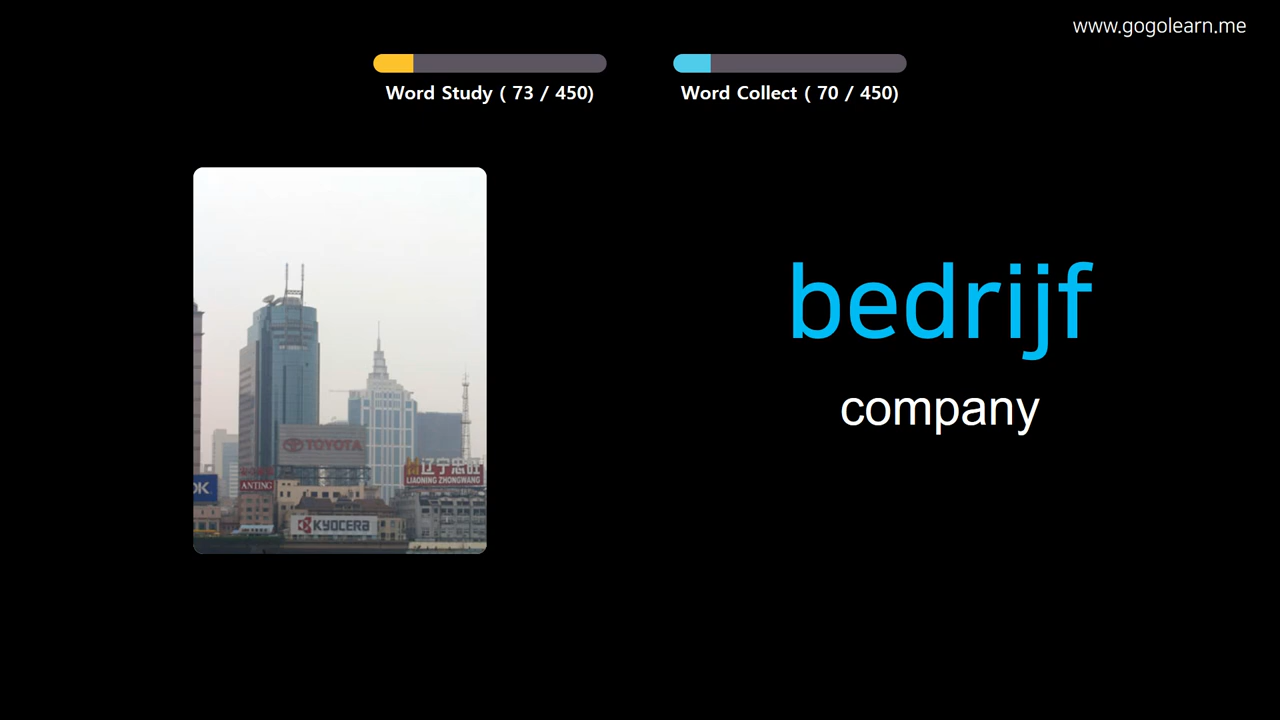 www.gogolearn.me
Word Study ( 73 / 450)
Word Collect ( 70 / 450)
bedrijf
company
TOYOTA
辽宁忠旺
LIAONING ZHONGWANG
ANTING
KYOCERA